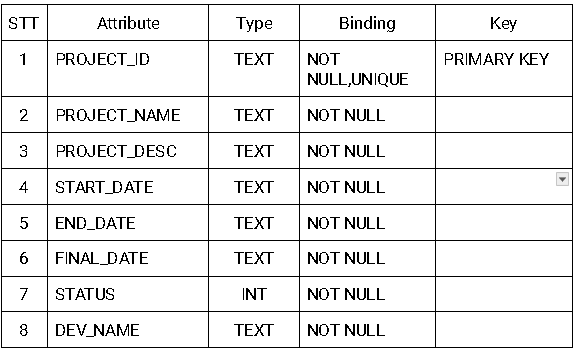 STT Attribute Type Binding Key
1 PROJECT_ID TEXT NOT PRIMARY KEY
NULL,UNIQUE
2 PROJECT_NAME TEXT NOT NULL
3 PROJECT_DESC TEXT NOT NULL
4 START_DATE TEXT NOT NULL
5 END_DATE TEXT NOT NULL
6 FINAL_DATE TEXT NOT NULL
7 STATUS INT NOT NULL
8 DEV_NAME TEXT NOT NULL